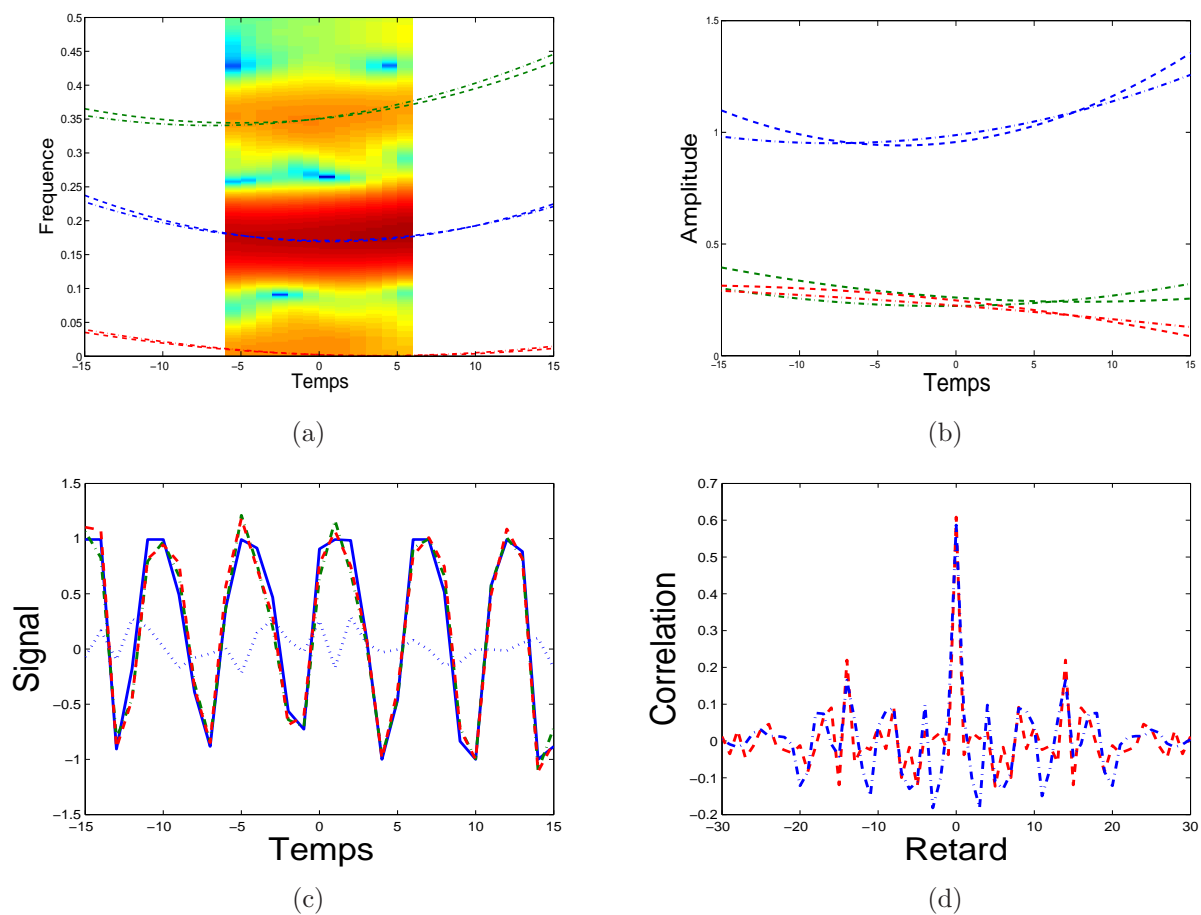 0.5
0.45
0.4
0.35
0.3
0.25
0.2
0.15
0.1
0.05
0
Frequence
−15 −10 −5 0 5 10 15
Temps
(a)
1.5
1
0.5
0
Amplitude
−15 −10 −5 0 5 10 15
Temps
(b)
1.5
1
0.5
0
−0.5
−1
−1.5
Signal
−15 −10 −5 0 5 10 15
Temps
(c)
0.7
0.6
0.5
0.4
0.3
0.2
0.1
0
−0.1
−0.2
Correlation
−30 −20 −10 0 10 20 30
Retard
(d)